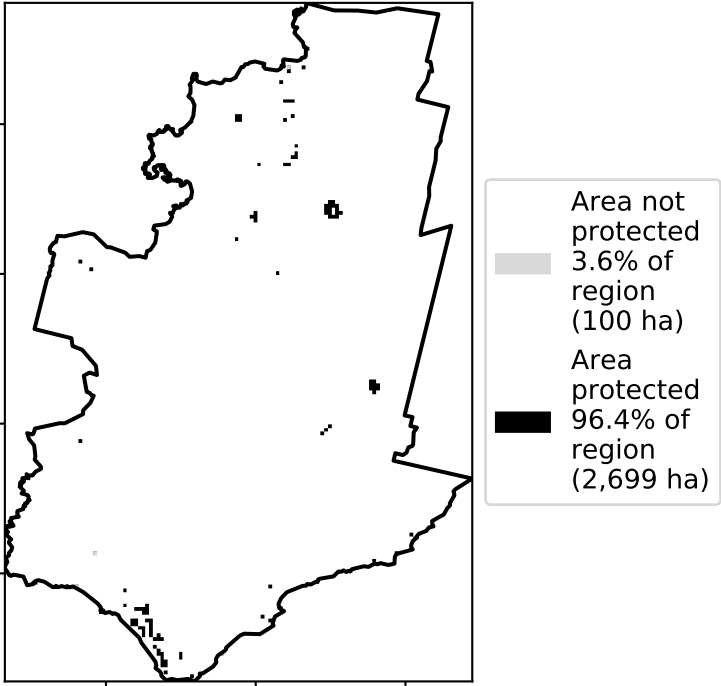 Area not
protected
3.6% of
region
(100 ha)
Area
protected
96.4% of
region
(2,699 ha)